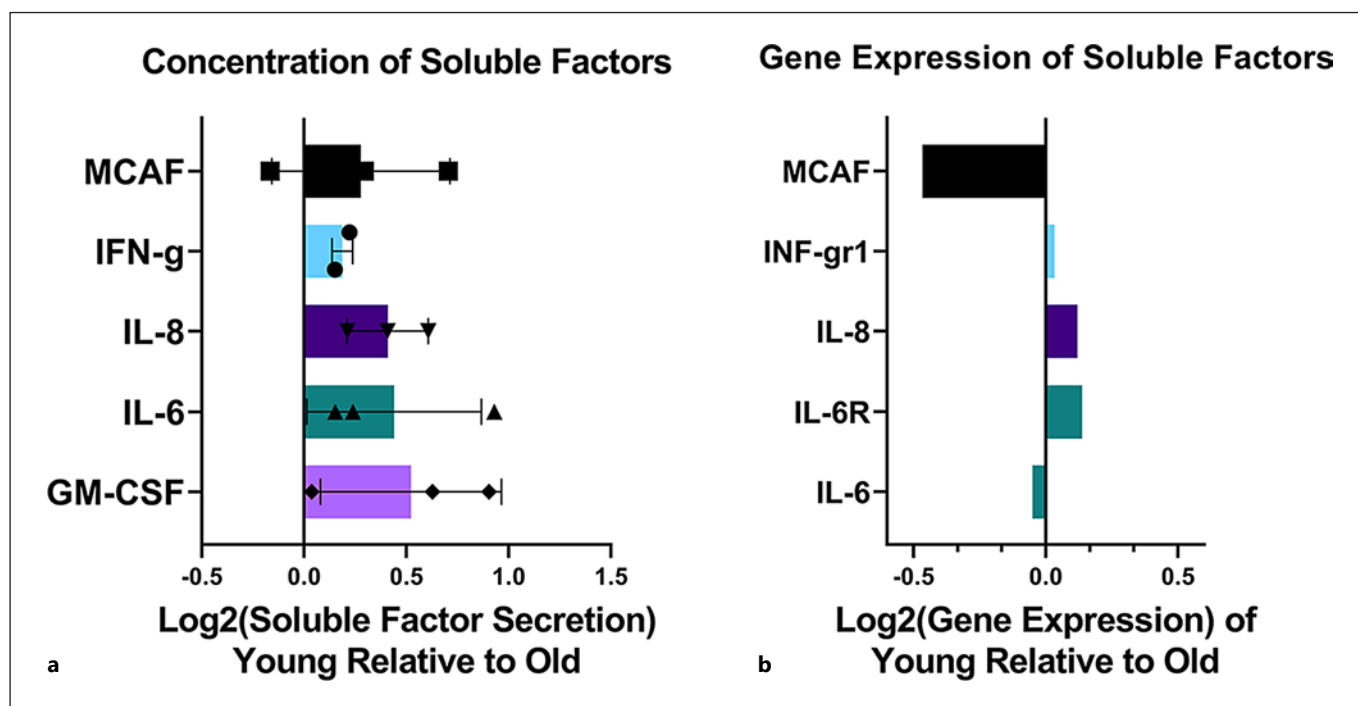 Concentration of Soluble Factors
MCAF
IFN-g
IL-8
IL-6
GM-CSF
-0.5 0.0 0.5 1.0 1.5
Log2(Soluble Factor Secretion)
Young Relative to Old
a
Gene Expression of Soluble Factors
MCAF
INF-gr1
IL-8
IL-6R
IL-6
-0.5 0.0 0.5
Log2(Gene Expression) of
Young Relative to Old
b